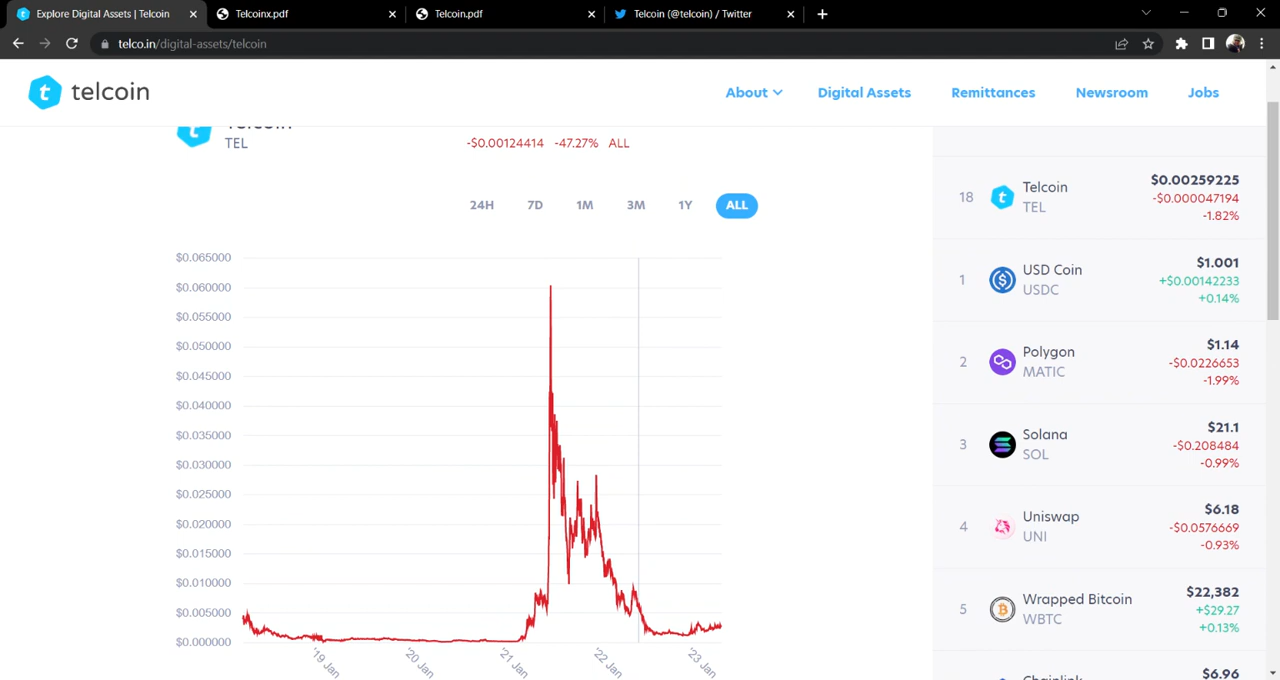 Explore Digital Assets | Telcoin
Telcoinx.pdf
Telcoin.pdf
Telcoin (@telcoin) / Twitter
telco.in/digital-assets/telcoin
telcoin
About
Digital Assets
Remittances
Newsroom
Jobs
Telcoin
TEL
-$0.00124414 -47.27% ALL
24H 7D 1M 3M 1Y ALL
$0.065000
$0.060000
$0.055000
$0.050000
$0.045000
$0.040000
$0.035000
$0.030000
$0.025000
$0.020000
$0.015000
$0.010000
$0.005000
$0.000000
'19 Jan
'20 Jan
'21 Jan
'22 Jan
'23 Jan
18
Telcoin
TEL
$0.00259225
-$0.000047194
-1.82%
1
USD Coin
USDC
$1.001
+$0.00142233
+0.14%
2
Polygon
MATIC
$1.14
-$0.0226653
-1.99%
3
Solana
SOL
$21.1
-$0.208484
-0.99%
4
Uniswap
UNI
$6.18
-$0.0576669
-0.93%
5
Wrapped Bitcoin
WBTC
$22,382
+$29.27
+0.13%
Chainlink
$6.96